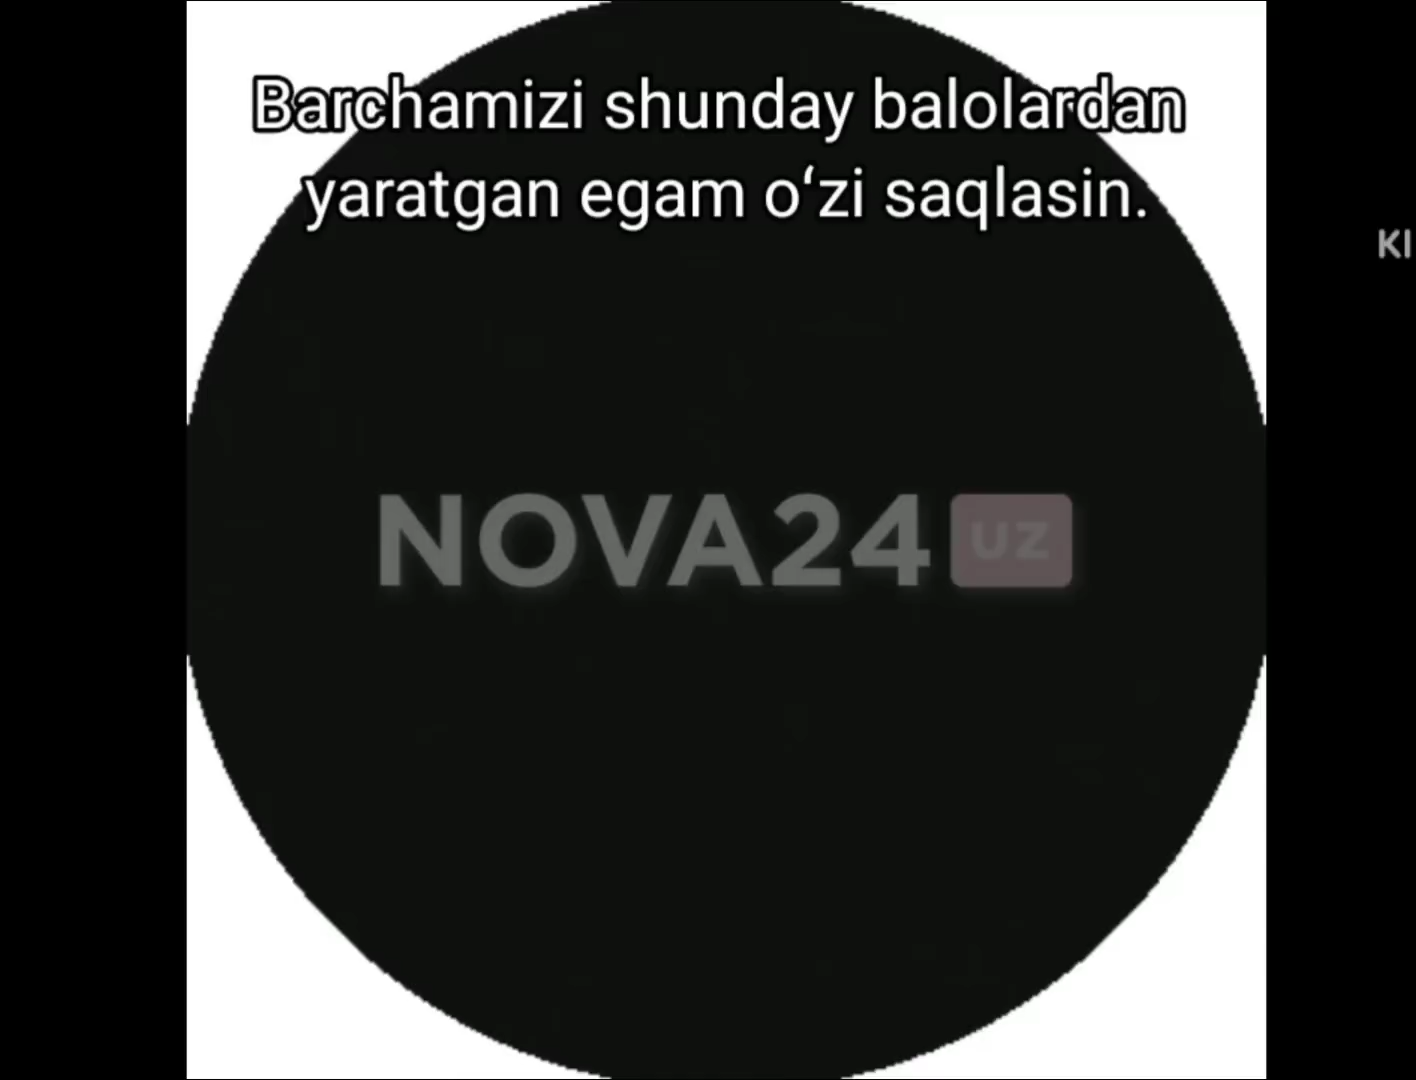 Barchamizi shunday balolardan
yaratgan egam o‘zi saqlasin.
KI
NOVA24 UZ